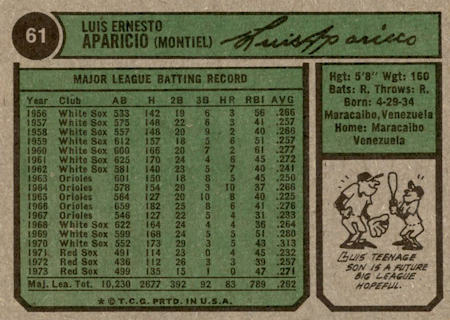 61
LUIS ERNESTO
APARICIO (MONTIEL)
Luis Aparicio
MAJOR LEAGUE BATTING RECORD
Year Club AB H 2B 3B HR RBI AVG
1956 White Sox 533 142 19 6 3 56 .266
1957 White Sox 575 148 22 6 3 41
1958 White Sox 557 148 20 9 2 40 .266
1959 White Sox 612 157 18 5 6 51
1960 White Sox 600 166 20 7 2 61 .277
1961 White Sox 625 170 24 4 6 45 .272
1962 White Sox 581 140 23 5 7 40 .241
1963 Orioles 601 150 18 8 5 45 .250
1964 Orioles 578 154 20 3 10 37 .266
1965 Orioles 564 127 20 10 8 40 .225
1966 Orioles 659 182 25 8 6 41 .276
1967 Orioles 546 127 22 5 4 31 .233
1968 White Sox 622 164 24 4 4 36 .264
1969 White Sox 599 168 24 5 5 51 .280
1970 White Sox 552 173 29 3 5 43 .313
1971 Red Sox 491 114 23 0 4 45 .232
1972 Red Sox 436 112 26 3 3 39
1973 Red Sox 499 135 15 1 0 47 .271
Maj. Lea. Tot. 10,230 2677 392 92 83 789 .262
* © T.C.G. PRTD. IN U.S.A.
Hgt: 5'8" Wgt: 160
Bats: R. Throws: R.
Born: 4-29-34
Maracaibo, Venezuela
Home: Maracaibo
Venezuela
LUIS TEENAGE
SON IS A FUTURE
BIG LEAGUE
HOPEFUL.